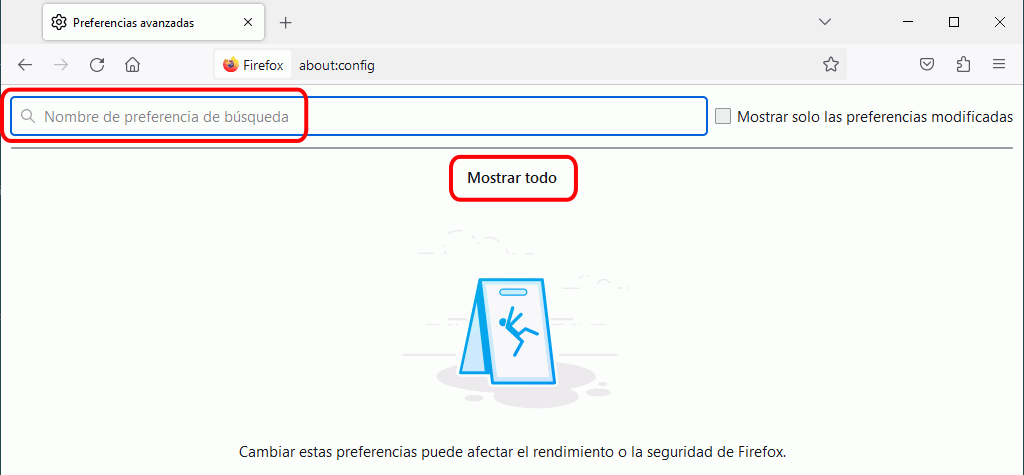 Preferencias avanzadas
Firefox about:config
Nombre de preferencia de búsqueda
Mostrar solo las preferencias modificadas
Mostrar todo
Cambiar estas preferencias puede afectar el rendimiento o la seguridad de Firefox.